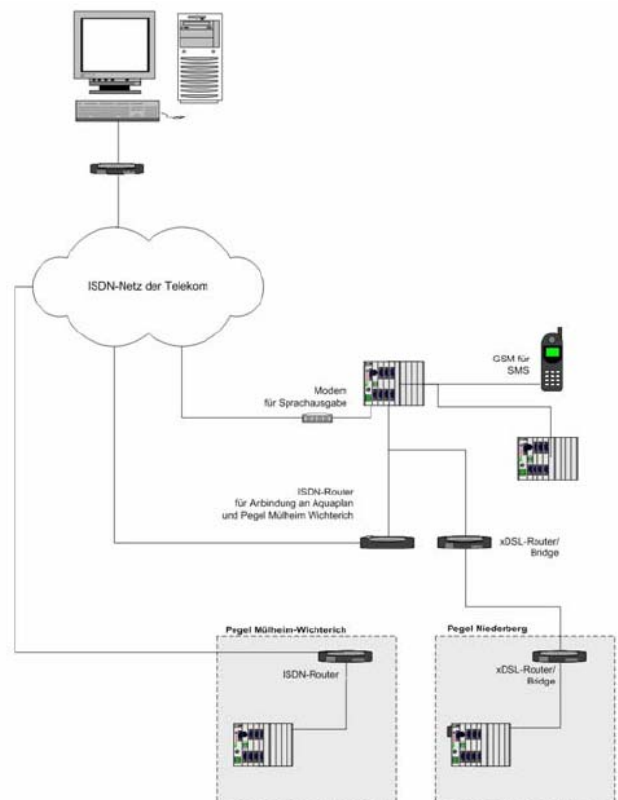 ISDN-Netz der Telekom
GSM für
SMS
Modem
für Sprachausgabe
ISDN-Router
für Anbindung an Aquaplan
und Pegel Mülheim Wichterich
xDSL-Router/
Bridge
Pegel Mülheim-Wichterich
ISDN-Router
Pegel Niederberg
xDSL-Router/
Bridge